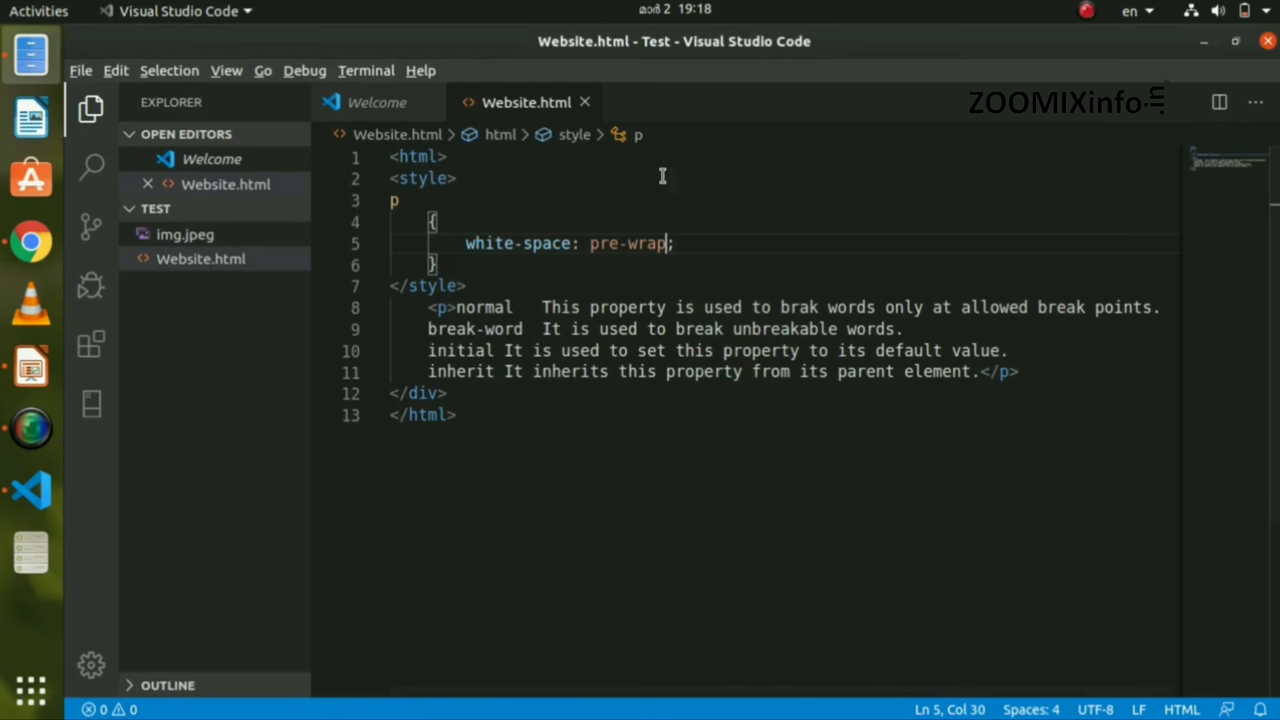 Activities
Visual Studio Code
മാർ 2 19:18
en
Website.html - Test - Visual Studio Code
File Edit Selection View Go Debug Terminal Help
EXPLORER
Welcome
Website.html
ZOOMIXinfo.in
OPEN EDITORS
Welcome
Website.html
TEST
img.jpeg
Website.html
OUTLINE
Website.html > html > style > p
1 <html>
2 <style>
3 p
4 {
5 white-space: pre-wrap;
6 }
7 </style>
8 <p>normal   This property is used to brak words only at allowed break points.
9 break-word  It is used to break unbreakable words.
10 initial It is used to set this property to its default value.
11 inherit It inherits this property from its parent element.</p>
12 </div>
13 </html>
0 0
Ln 5, Col 30 Spaces: 4 UTF-8 LF HTML